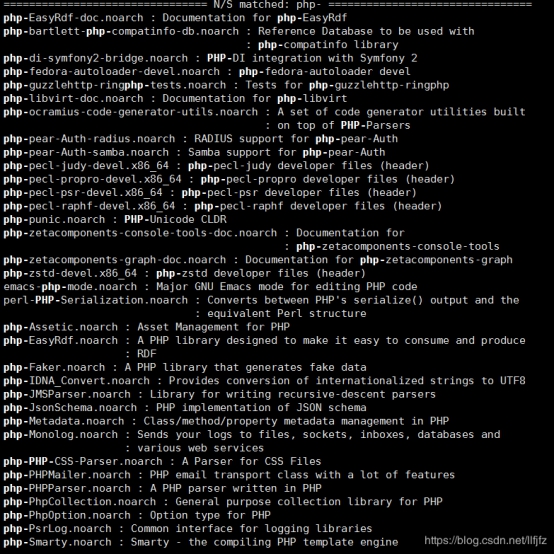 =============================== N/S matched: php- ===============================
php-EasyRdf-doc.noarch : Documentation for php-EasyRdf
php-bartlett-php-compatinfo-db.noarch : Reference Database to be used with
: php-compatinfo library
php-di-symfony2-bridge.noarch : PHP-DI integration with Symfony 2
php-fedora-autoloader-devel.noarch : php-fedora-autoloader devel
php-guzzlehttp-ringphp-tests.noarch : Tests for php-guzzlehttp-ringphp
php-libvirt-doc.noarch : Documentation for php-libvirt
php-ocramius-code-generator-utils.noarch : A set of code generator utilities built
: on top of PHP-Parsers
php-pear-Auth-radius.noarch : RADIUS support for php-pear-Auth
php-pear-Auth-samba.noarch : Samba support for php-pear-Auth
php-pecl-judy-devel.x86_64 : php-pecl-judy developer files (header)
php-pecl-propro-devel.x86_64 : php-pecl-propro developer files (header)
php-pecl-psr-devel.x86_64 : php-pecl-psr developer files (header)
php-pecl-raphf-devel.x86_64 : php-pecl-raphf developer files (header)
php-punic.noarch : PHP-Unicode CLDR
php-zetacomponents-console-tools-doc.noarch : Documentation for
: php-zetacomponents-console-tools
php-zetacomponents-graph-doc.noarch : Documentation for php-zetacomponents-graph
php-zstd-devel.x86_64 : php-zstd developer files (header)
emacs-php-mode.noarch : Major GNU Emacs mode for editing PHP code
perl-PHP-Serialization.noarch : Converts between PHP's serialize() output and the
: equivalent Perl structure
php-Assetic.noarch : Asset Management for PHP
php-EasyRdf.noarch : A PHP library designed to make it easy to consume and produce
: RDF
php-Faker.noarch : A PHP library that generates fake data
php-IDNA_Convert.noarch : Provides conversion of internationalized strings to UTF8
php-JMSParser.noarch : Library for writing recursive-descent parsers
php-JsonSchema.noarch : PHP implementation of JSON schema
php-Metadata.noarch : Class/method/property metadata management in PHP
php-Monolog.noarch : Sends your logs to files, sockets, inboxes, databases and
: various web services
php-PHP-CSS-Parser.noarch : A Parser for CSS Files
php-PHPMailer.noarch : PHP email transport class with a lot of features
php-PHPParser.noarch : A PHP parser written in PHP
php-PhpCollection.noarch : General purpose collection library for PHP
php-PhpOption.noarch : Option type for PHP
php-PsrLog.noarch : Common interface for logging libraries
php-Smarty.noarch : Smarty - the compiling PHP template engine
https://blog.csdn.net/llfjfz